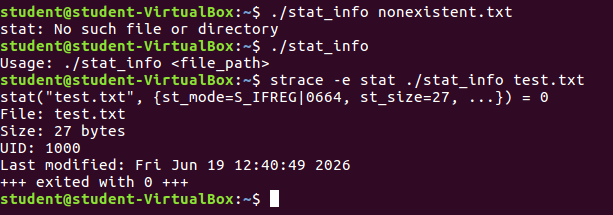 student@student-VirtualBox:~$ ./stat_info nonexistent.txt
stat: No such file or directory
student@student-VirtualBox:~$ ./stat_info
Usage: ./stat_info <file_path>
student@student-VirtualBox:~$ strace -e stat ./stat_info test.txt
stat("test.txt", {st_mode=S_IFREG|0664, st_size=27, ...}) = 0
File: test.txt
Size: 27 bytes
UID: 1000
Last modified: Fri Jun 19 12:40:49 2026
+++ exited with 0 +++
student@student-VirtualBox:~$